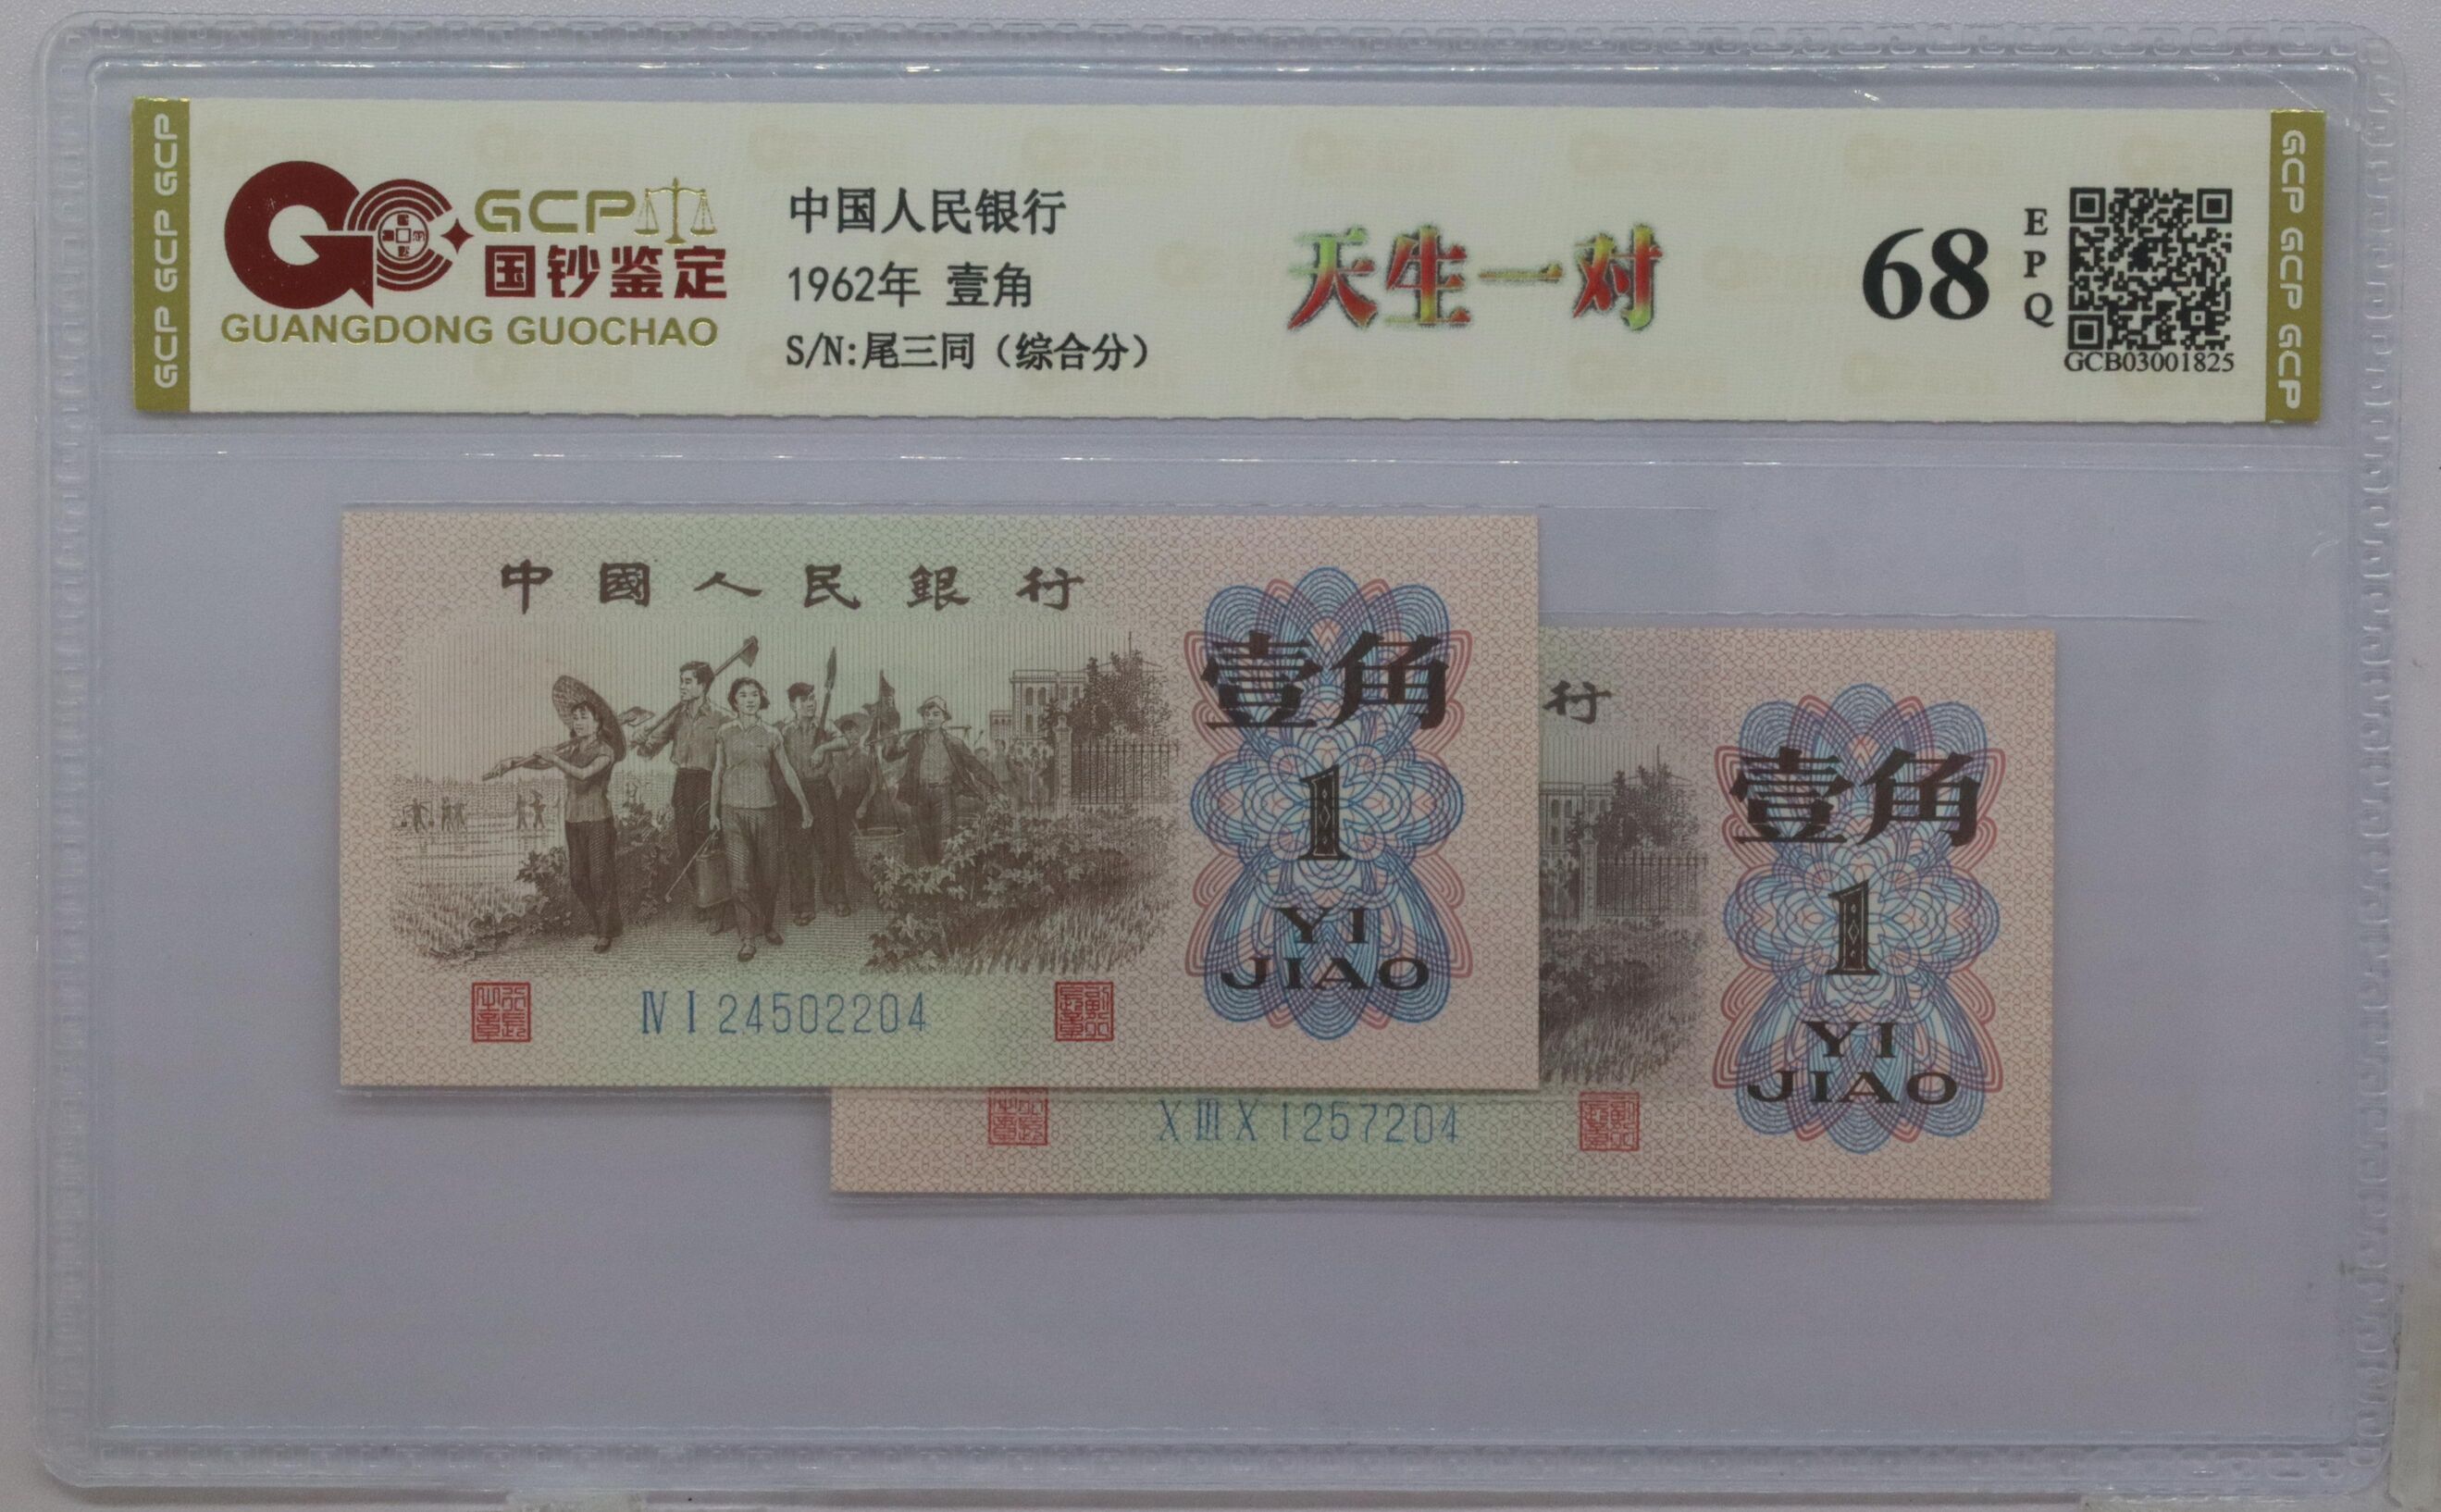 GCP GCP GCP
GCP
国钞鉴定
GUANGDONG GUOCHAO
中国人民银行
1962年 壹角
S/N:尾三同（综合分）
天生一对
68
EPQ
GCB03001825
GCP GCP GCP
中國人民銀行
壹角
1
YI
JIAO
Ⅳ Ⅰ 24502204
行
壹角
1
YI
JIAO
Ⅹ Ⅲ Ⅹ 1257204